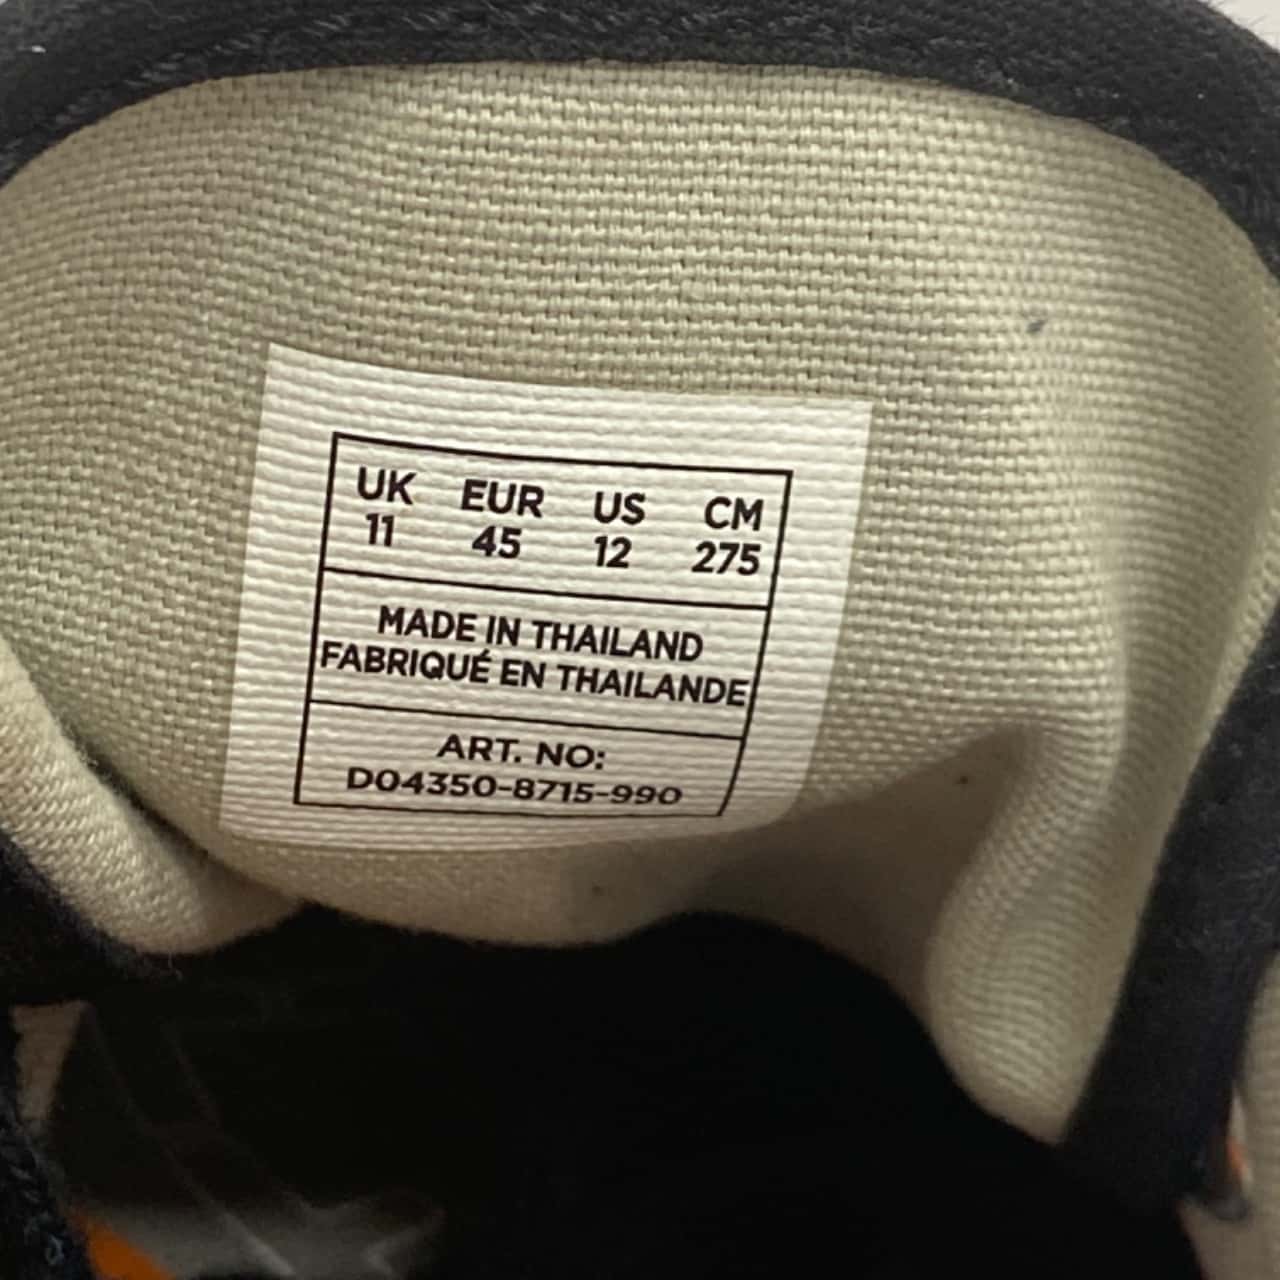 UK EUR US CM
11 45 12 275
MADE IN THAILAND
FABRIQUÉ EN THAILANDE
ART. NO:
D04350-8715-990